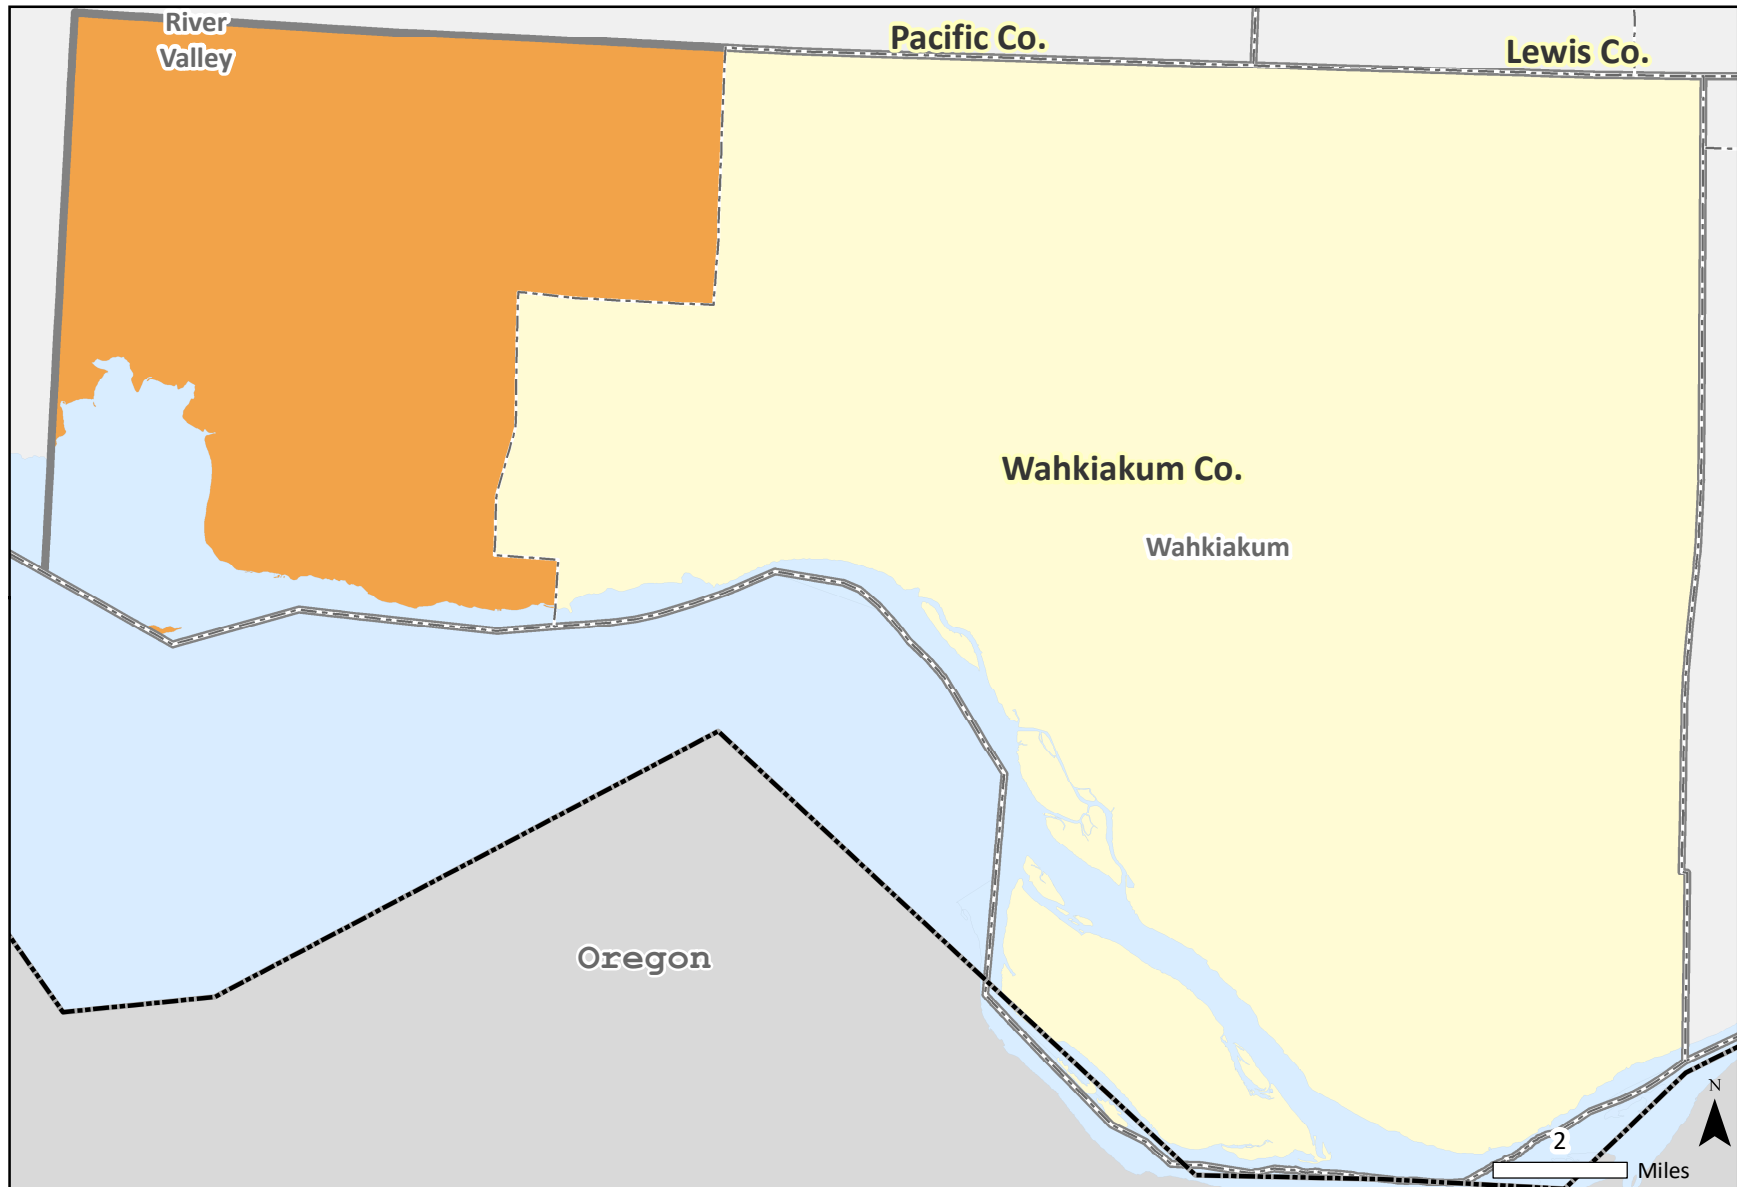 River
Valley
Pacific Co.
Lewis Co.
Wahkiakum Co.
Wahkiakum
Oregon
N
2
Miles